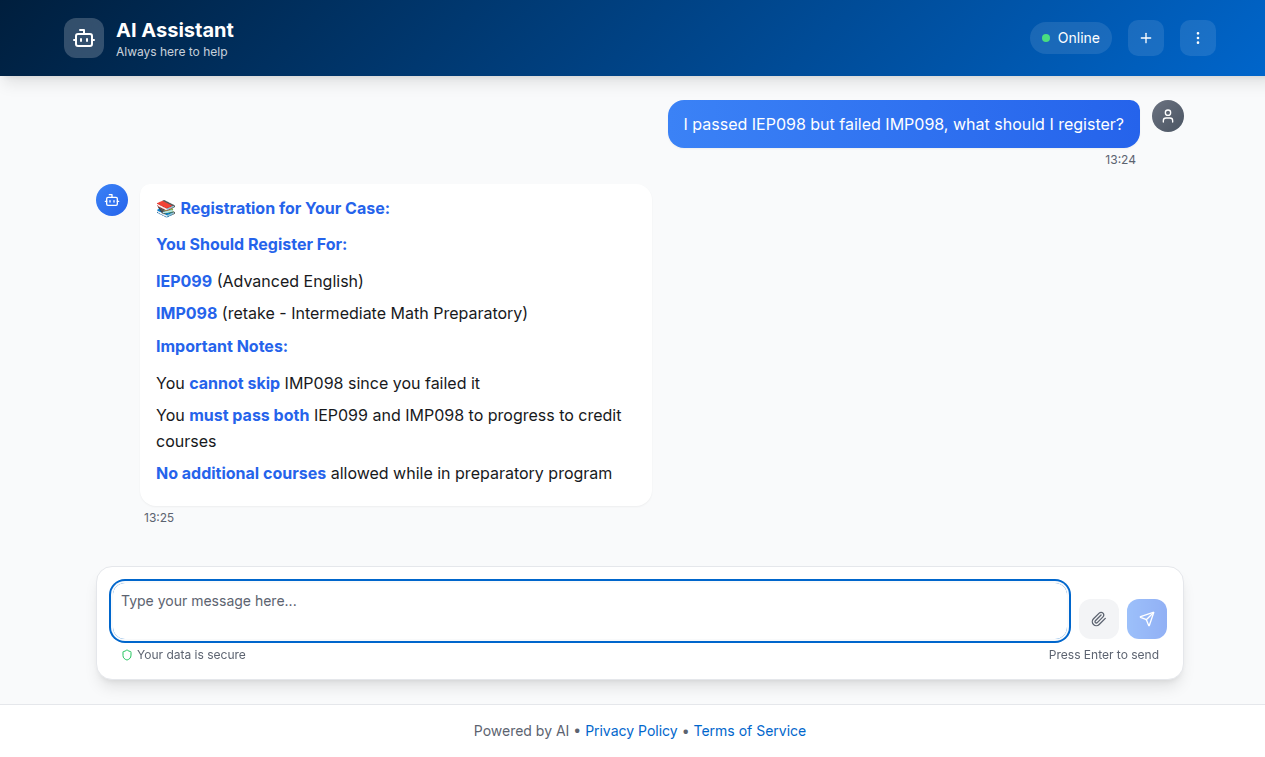 AI Assistant
Always here to help
Online
I passed IEP098 but failed IMP098, what should I register?
13:24
📚 Registration for Your Case:
You Should Register For:
IEP099 (Advanced English)
IMP098 (retake - Intermediate Math Preparatory)
Important Notes:
You cannot skip IMP098 since you failed it
You must pass both IEP099 and IMP098 to progress to credit
courses
No additional courses allowed while in preparatory program
13:25
Type your message here...
Your data is secure
Press Enter to send
Powered by AI • Privacy Policy • Terms of Service